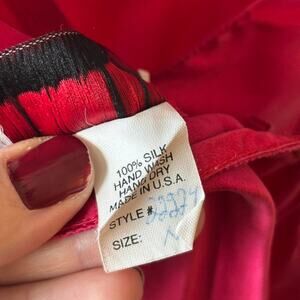 100% SILK
HAND WASH
HANG DRY
MADE IN U.S.A.
STYLE #
SIZE: